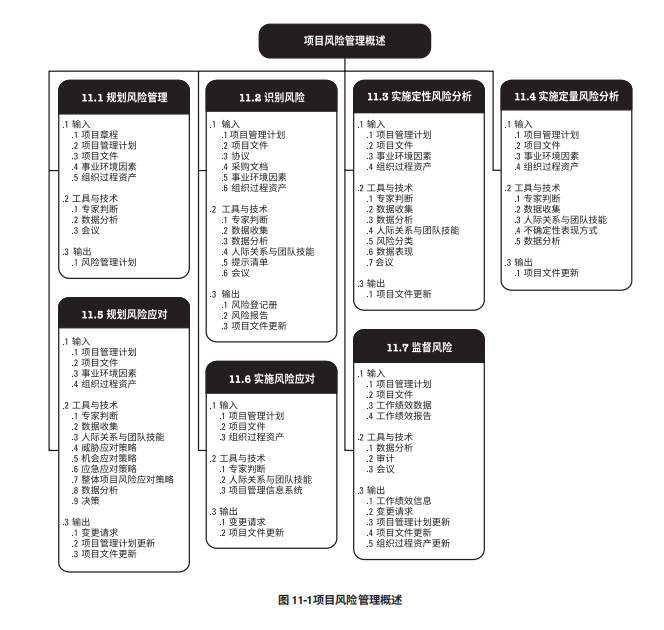 项目风险管理概述
11.1 规划风险管理
.1 输入
.1 项目章程
.2 项目管理计划
.3 项目文件
.4 事业环境因素
.5 组织过程资产
.2 工具与技术
.1 专家判断
.2 数据分析
.3 会议
.3 输出
.1 风险管理计划
11.2 识别风险
.1 输入
.1 项目管理计划
.2 项目文件
.3 协议
.4 采购文档
.5 事业环境因素
.6 组织过程资产
.2 工具与技术
.1 专家判断
.2 数据收集
.3 数据分析
.4 人际关系与团队技能
.5 提示清单
.6 会议
.3 输出
.1 风险登记册
.2 风险报告
.3 项目文件更新
11.3 实施定性风险分析
.1 输入
.1 项目管理计划
.2 项目文件
.3 事业环境因素
.4 组织过程资产
.2 工具与技术
.1 专家判断
.2 数据收集
.3 数据分析
.4 人际关系与团队技能
.5 风险分类
.6 数据表现
.7 会议
.3 输出
.1 项目文件更新
11.4 实施定量风险分析
.1 输入
.1 项目管理计划
.2 项目文件
.3 事业环境因素
.4 组织过程资产
.2 工具与技术
.1 专家判断
.2 数据收集
.3 人际关系与团队技能
.4 不确定性表现方式
.5 数据分析
.3 输出
.1 项目文件更新
11.5 规划风险应对
.1 输入
.1 项目管理计划
.2 项目文件
.3 事业环境因素
.4 组织过程资产
.2 工具与技术
.1 专家判断
.2 数据收集
.3 人际关系与团队技能
.4 威胁应对策略
.5 机会应对策略
.6 应急应对策略
.7 整体项目风险应对策略
.8 数据分析
.9 决策
.3 输出
.1 变更请求
.2 项目管理计划更新
.3 项目文件更新
11.6 实施风险应对
.1 输入
.1 项目管理计划
.2 项目文件
.3 组织过程资产
.2 工具与技术
.1 专家判断
.2 人际关系与团队技能
.3 项目管理信息系统
.3 输出
.1 变更请求
.2 项目文件更新
11.7 监督风险
.1 输入
.1 项目管理计划
.2 项目文件
.3 工作绩效数据
.4 工作绩效报告
.2 工具与技术
.1 数据分析
.2 审计
.3 会议
.3 输出
.1 工作绩效信息
.2 变更请求
.3 项目管理计划更新
.4 项目文件更新
.5 组织过程资产更新
图 11-1项目风险管理概述